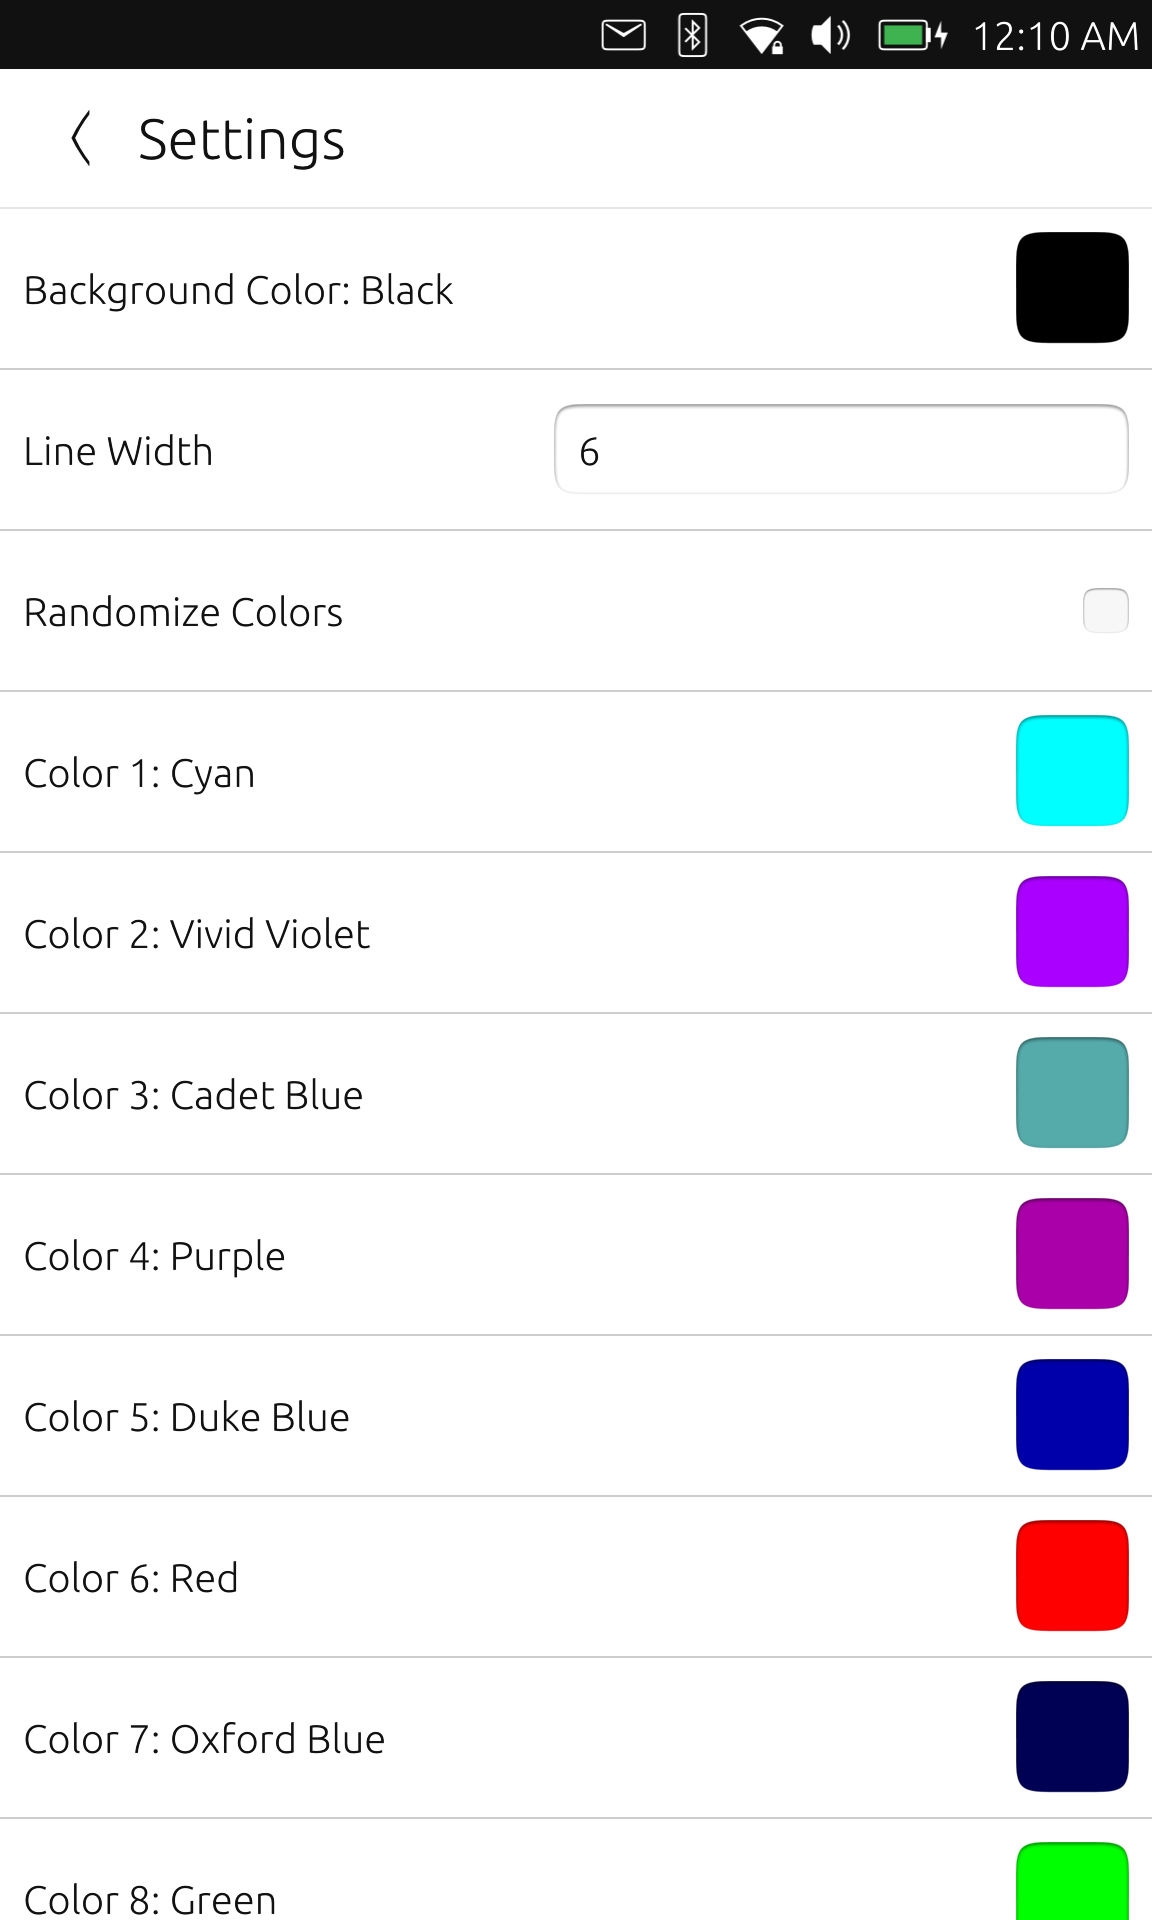 12:10 AM
Settings
Background Color: Black
Line Width
6
Randomize Colors
Color 1: Cyan
Color 2: Vivid Violet
Color 3: Cadet Blue
Color 4: Purple
Color 5: Duke Blue
Color 6: Red
Color 7: Oxford Blue
Color 8: Green